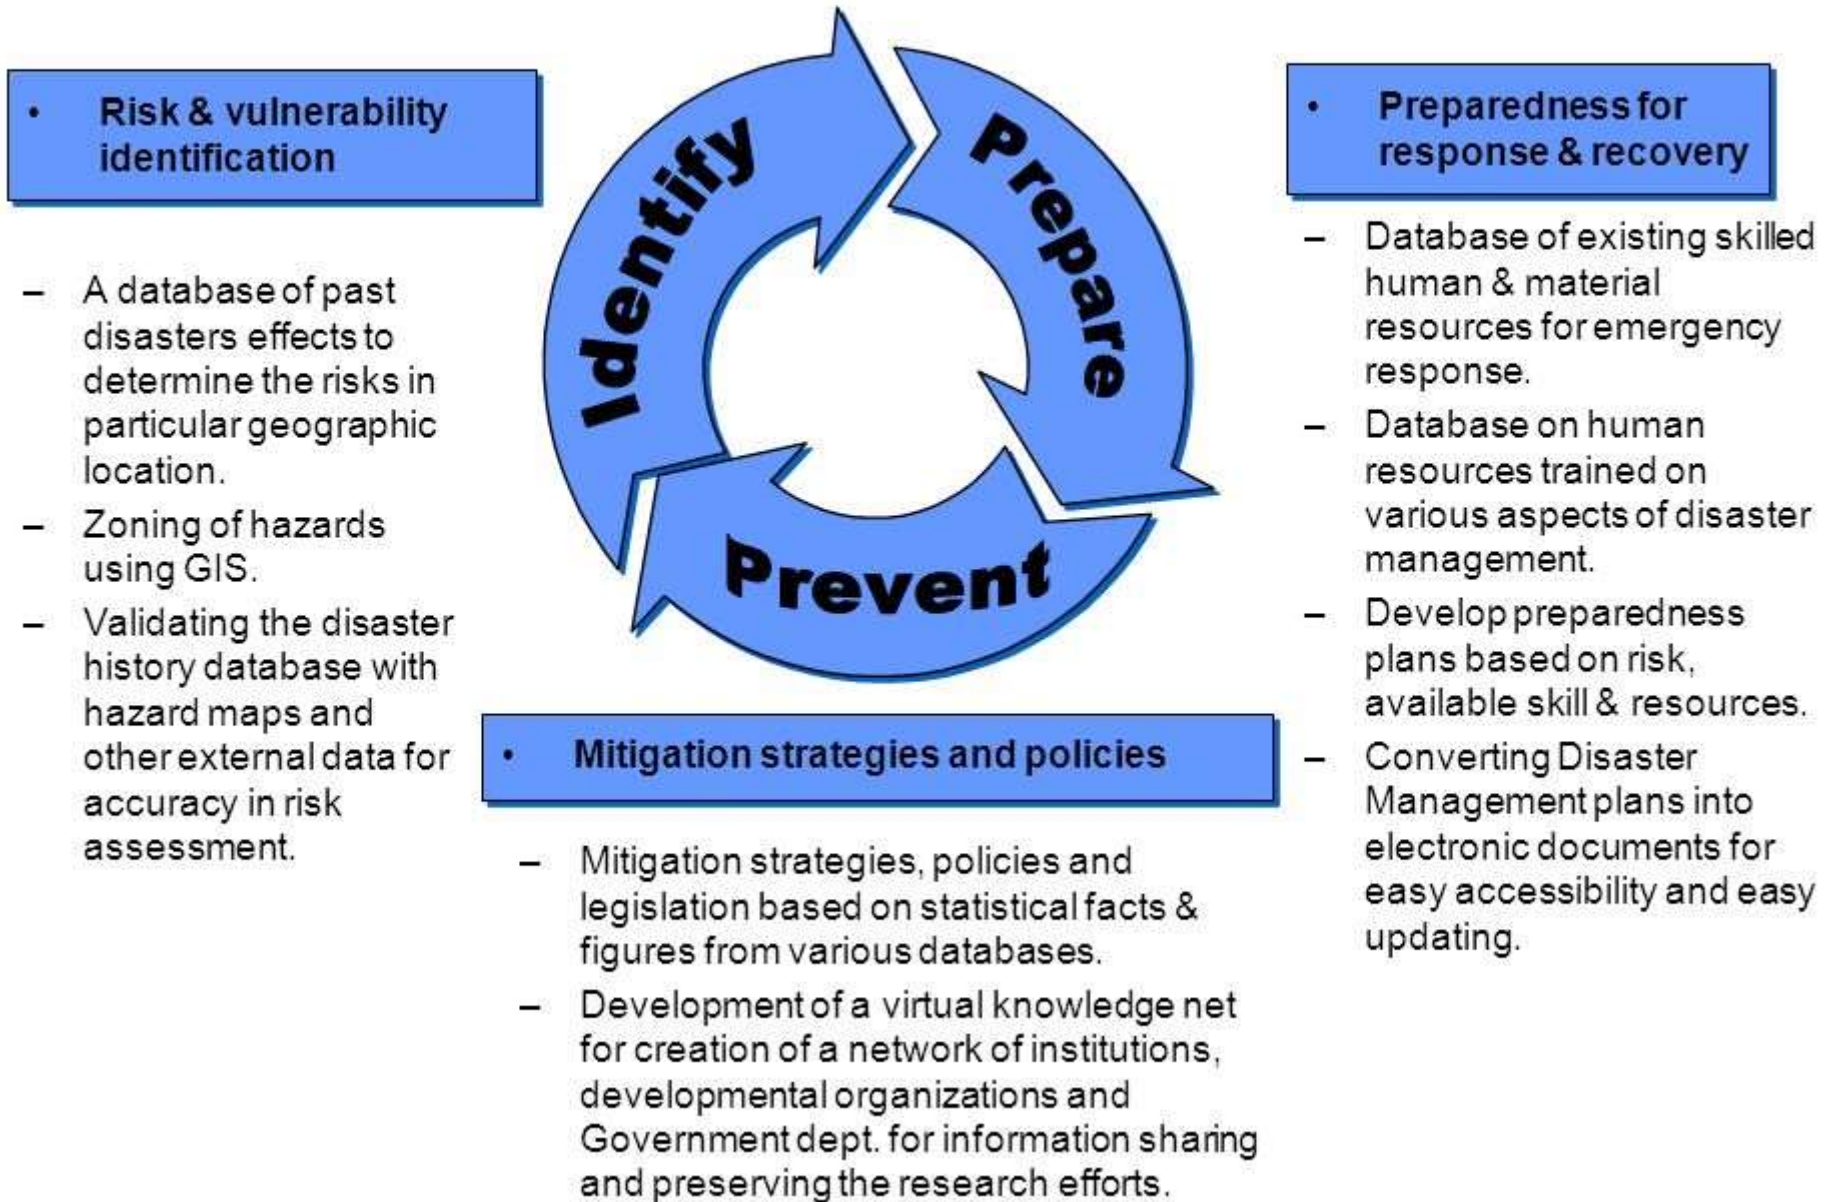 Identify
Prepare
Prevent
• Risk & vulnerability
identification
– A database of past
disasters effects to
determine the risks in
particular geographic
location.
– Zoning of hazards
using GIS.
– Validating the disaster
history database with
hazard maps and
other external data for
accuracy in risk
assessment.
• Mitigation strategies and policies
– Mitigation strategies, policies and
legislation based on statistical facts &
figures from various databases.
– Development of a virtual knowledge net
for creation of a network of institutions,
developmental organizations and
Government dept. for information sharing
and preserving the research efforts.
• Preparedness for
response & recovery
– Database of existing skilled
human & material
resources for emergency
response.
– Database on human
resources trained on
various aspects of disaster
management.
– Develop preparedness
plans based on risk,
available skill & resources.
– Converting Disaster
Management plans into
electronic documents for
easy accessibility and easy
updating.